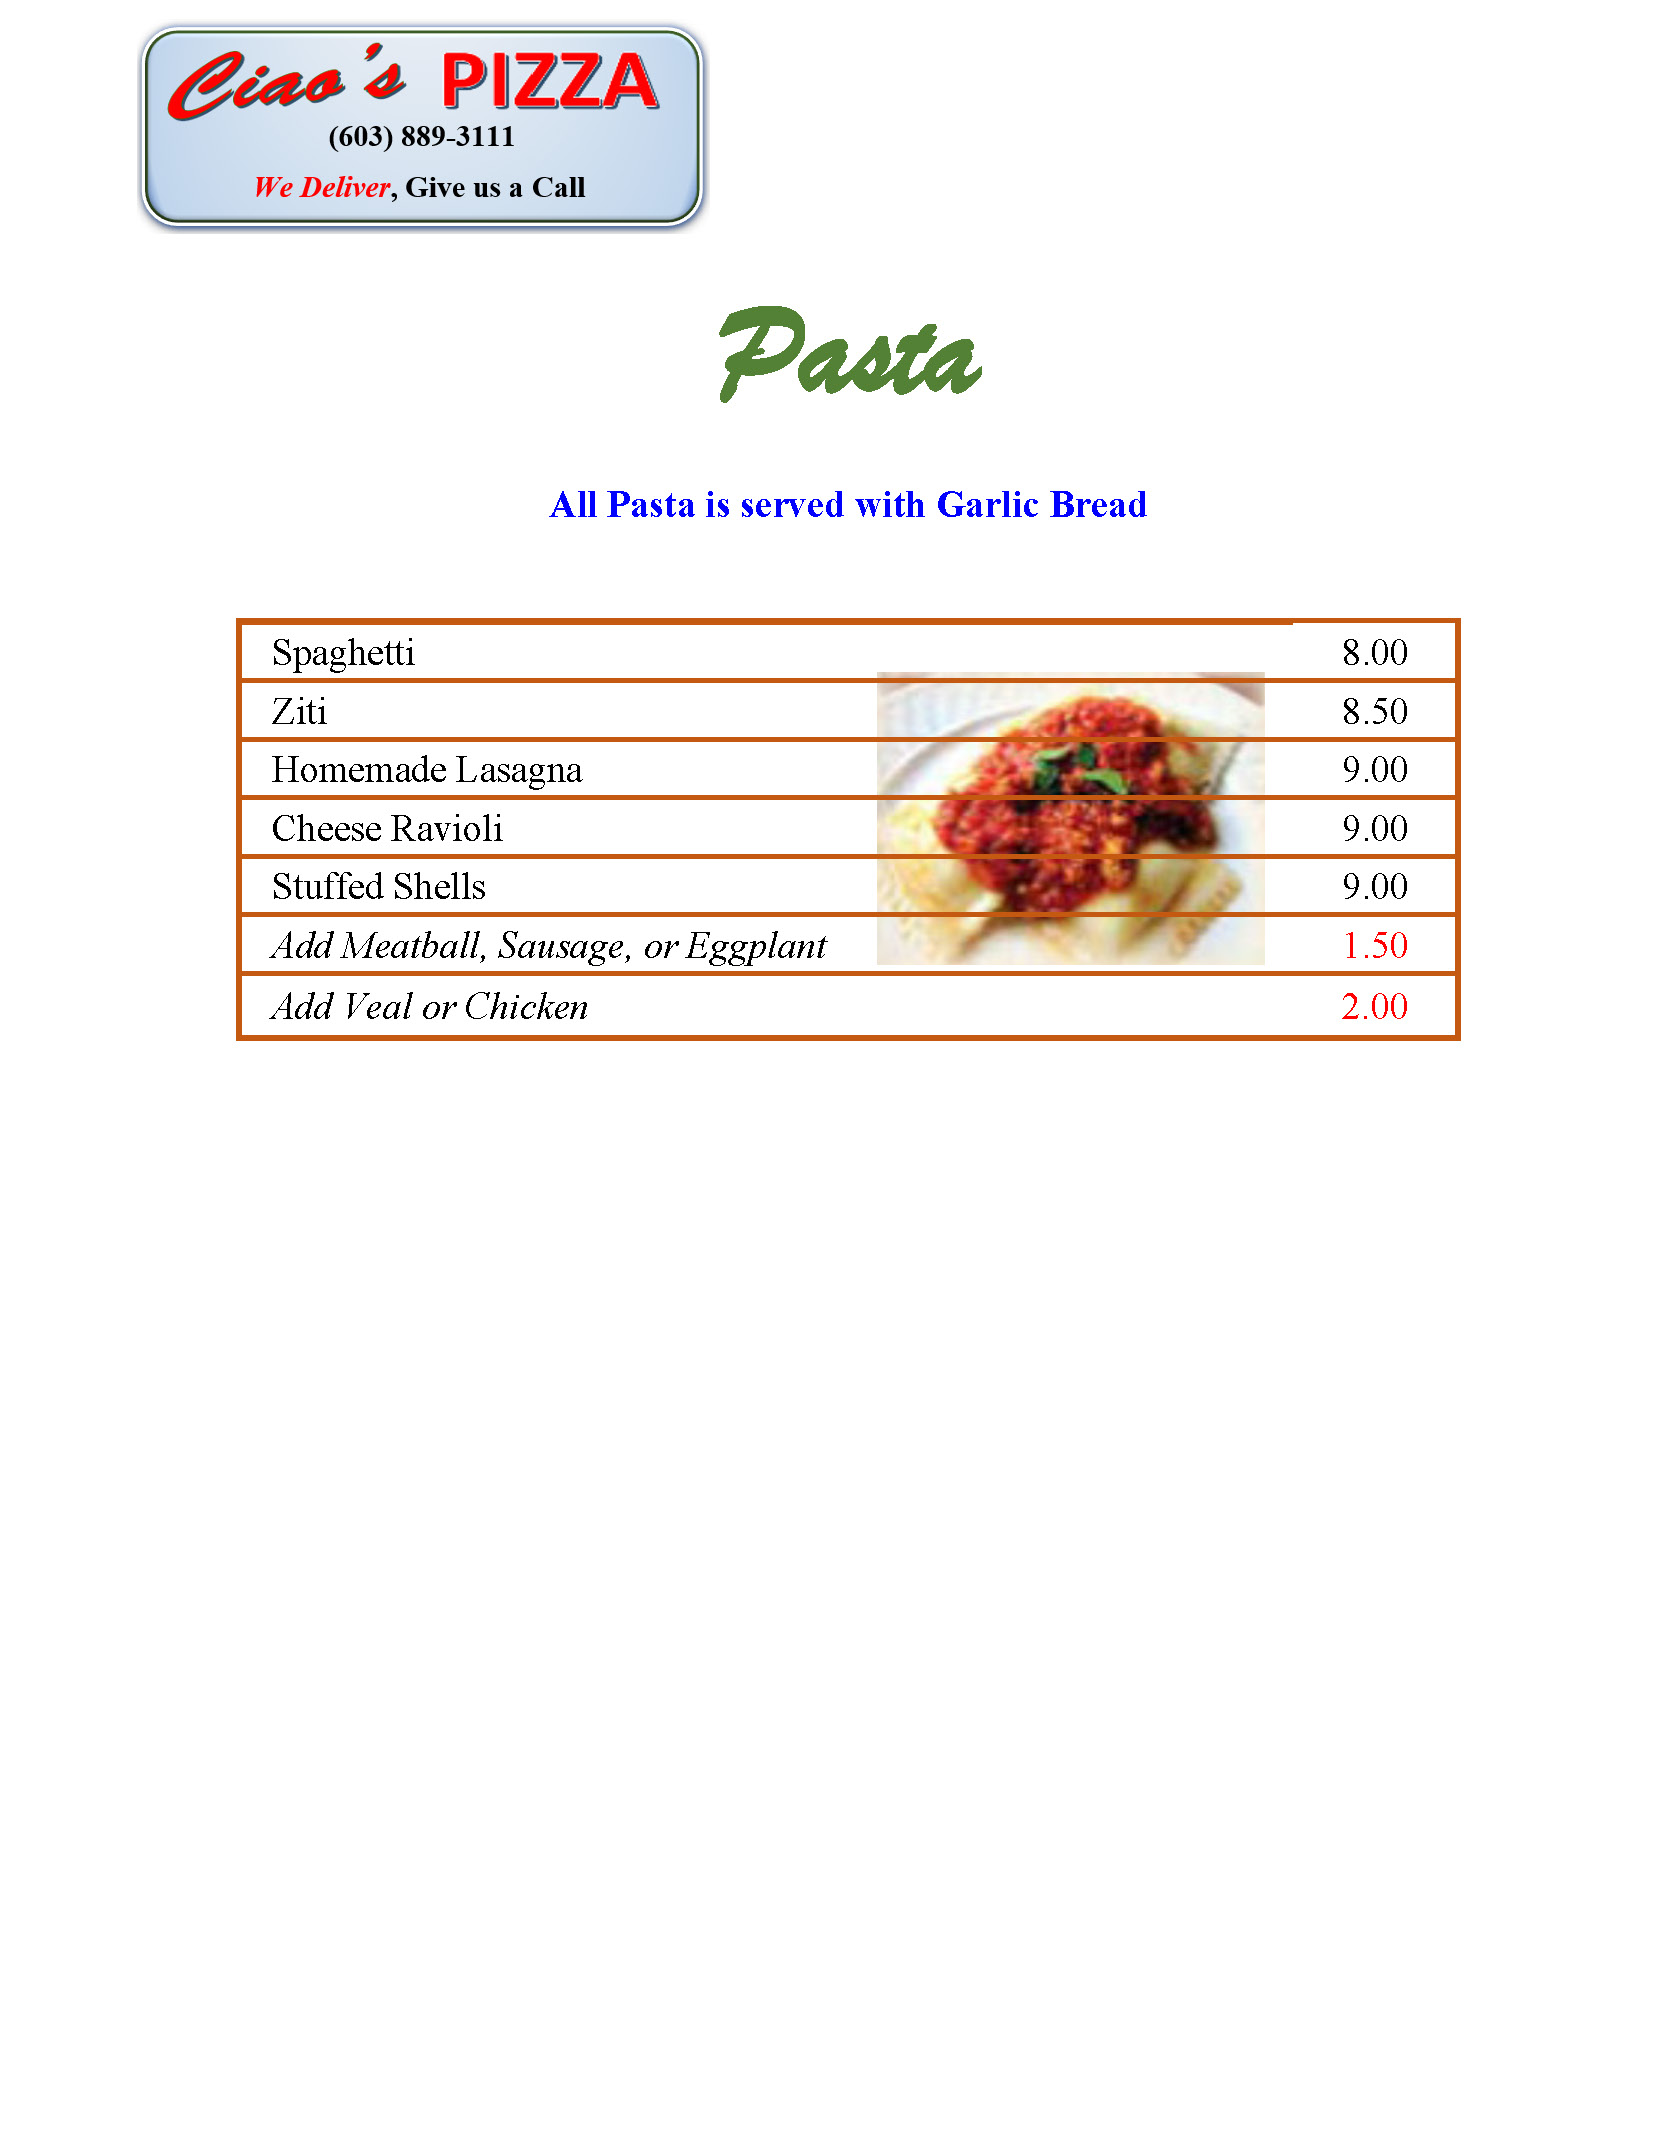 Ciao's PIZZA
(603) 889-3111
We Deliver, Give us a Call
Pasta
All Pasta is served with Garlic Bread
Spaghetti 8.00
Ziti 8.50
Homemade Lasagna 9.00
Cheese Ravioli 9.00
Stuffed Shells 9.00
Add Meatball, Sausage, or Eggplant 1.50
Add Veal or Chicken 2.00